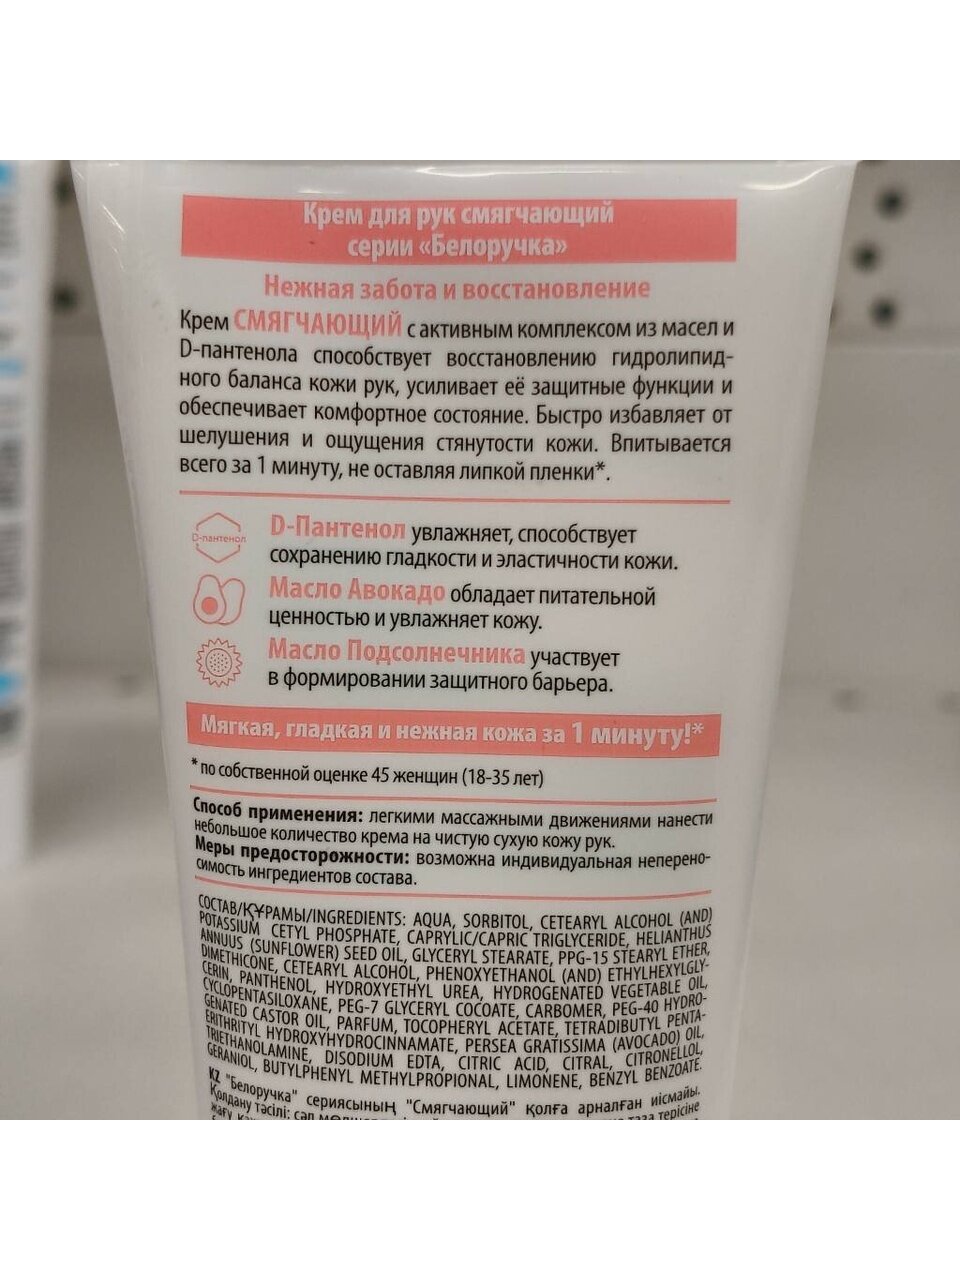 Крем для рук смягчающий
серии «Белоручка»
Нежная забота и восстановление
Крем СМЯГЧАЮЩИЙ с активным комплексом из масел и
D-пантенола способствует восстановлению гидролипид-
ного баланса кожи рук, усиливает её защитные функции и
обеспечивает комфортное состояние. Быстро избавляет от
шелушения и ощущения стянутости кожи. Впитывается
всего за 1 минуту, не оставляя липкой пленки*.
D-пантенол
D-Пантенол увлажняет, способствует
сохранению гладкости и эластичности кожи.
Масло Авокадо обладает питательной
ценностью и увлажняет кожу.
Масло Подсолнечника участвует
в формировании защитного барьера.
Мягкая, гладкая и нежная кожа за 1 минуту!*
* по собственной оценке 45 женщин (18-35 лет)
Способ применения: легкими массажными движениями нанести
небольшое количество крема на чистую сухую кожу рук.
Меры предосторожности: возможна индивидуальная неперено-
симость ингредиентов состава.
СОСТАВ/ҚҰРАМЫ/INGREDIENTS: AQUA, SORBITOL, CETEARYL ALCOHOL (AND)
POTASSIUM CETYL PHOSPHATE, CAPRYLIC/CAPRIC TRIGLYCERIDE, HELIANTHUS
ANNUUS (SUNFLOWER) SEED OIL, GLYCERYL STEARATE, PPG-15 STEARYL ETHER,
DIMETHICONE, CETEARYL ALCOHOL, PHENOXYETHANOL (AND) ETHYLHEXYLGLY-
CERIN, PANTHENOL, HYDROXYETHYL UREA, HYDROGENATED VEGETABLE OIL,
CYCLOPENTASILOXANE, PEG-7 GLYCERYL COCOATE, CARBOMER, PEG-40 HYDRO-
GENATED CASTOR OIL, PARFUM, TOCOPHERYL ACETATE, TETRADIBUTYL PENTA-
ERITHRITYL HYDROXYHYDROCINNAMATE, PERSEA GRATISSIMA (AVOCADO) OIL,
TRIETHANOLAMINE, DISODIUM EDTA, CITRIC ACID, CITRAL, CITRONELLOL,
GERANIOL, BUTYLPHENYL METHYLPROPIONAL, LIMONENE, BENZYL BENZOATE.
KZ "Белоручка" сериясының "Смягчающий" қолға арналған иісмайы.
Қолдану тәсілі: сәл таза терісіне
жағу